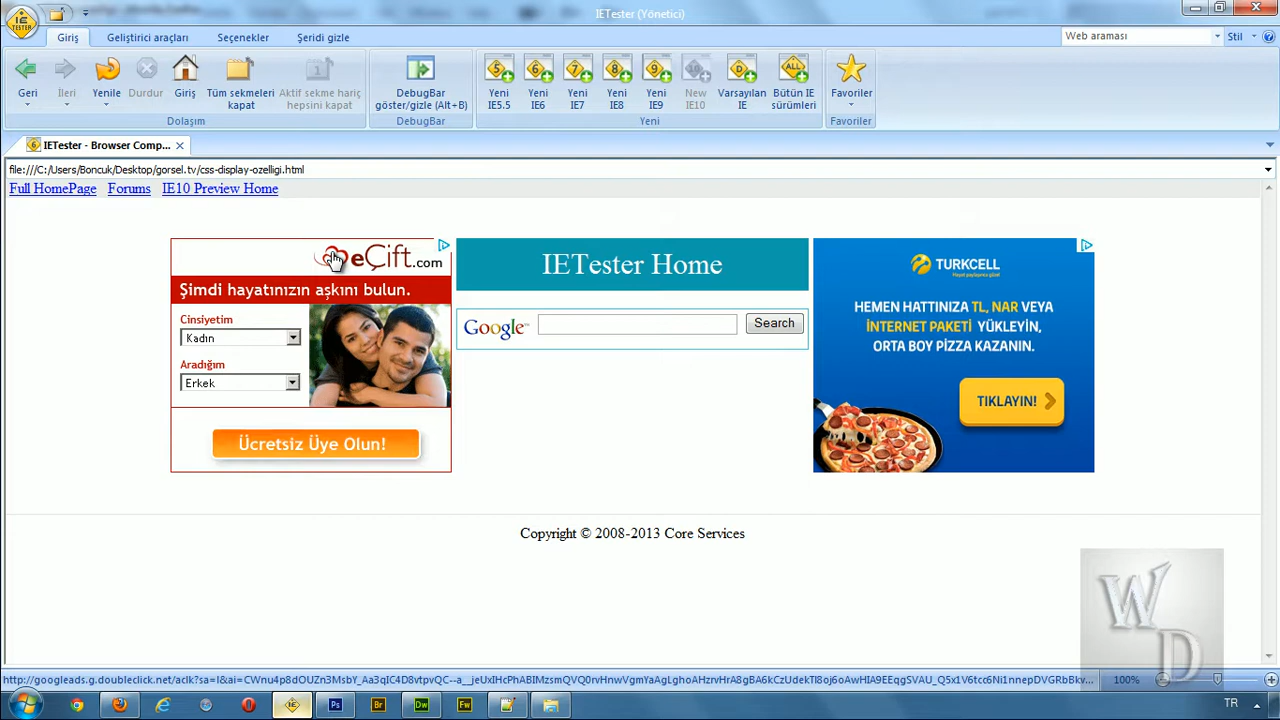 IETester (Yönetici)
Giriş Geliştirici araçları Seçenekler Şeridi gizle Web araması Stil
Geri İleri Yenile Durdur Giriş Tüm sekmeleri kapat Aktif sekme hariç hepsini kapat
DebugBar göster/gizle (Alt+B)
Yeni IE5.5 Yeni IE6 Yeni IE7 Yeni IE8 Yeni IE9 New IE10 Varsayılan IE Bütün IE sürümleri Favoriler
Dolaşım DebugBar Yeni Favoriler
IETester - Browser Comp...
file:///C:/Users/Boncuk/Desktop/gorsel.tv/css-display-ozelligi.html
Full HomePage Forums IE10 Preview Home
eÇift.com
Şimdi hayatınızın aşkını bulun.
Cinsiyetim
Kadın
Aradığım
Erkek
Ücretsiz Üye Olun!
IETester Home
Google Search
TURKCELL
HEMEN HATTINIZA TL, NAR VEYA
İNTERNET PAKETİ YÜKLEYİN,
ORTA BOY PİZZA KAZANIN.
TIKLAYIN!
Copyright © 2008-2013 Core Services
WD
100%
TR